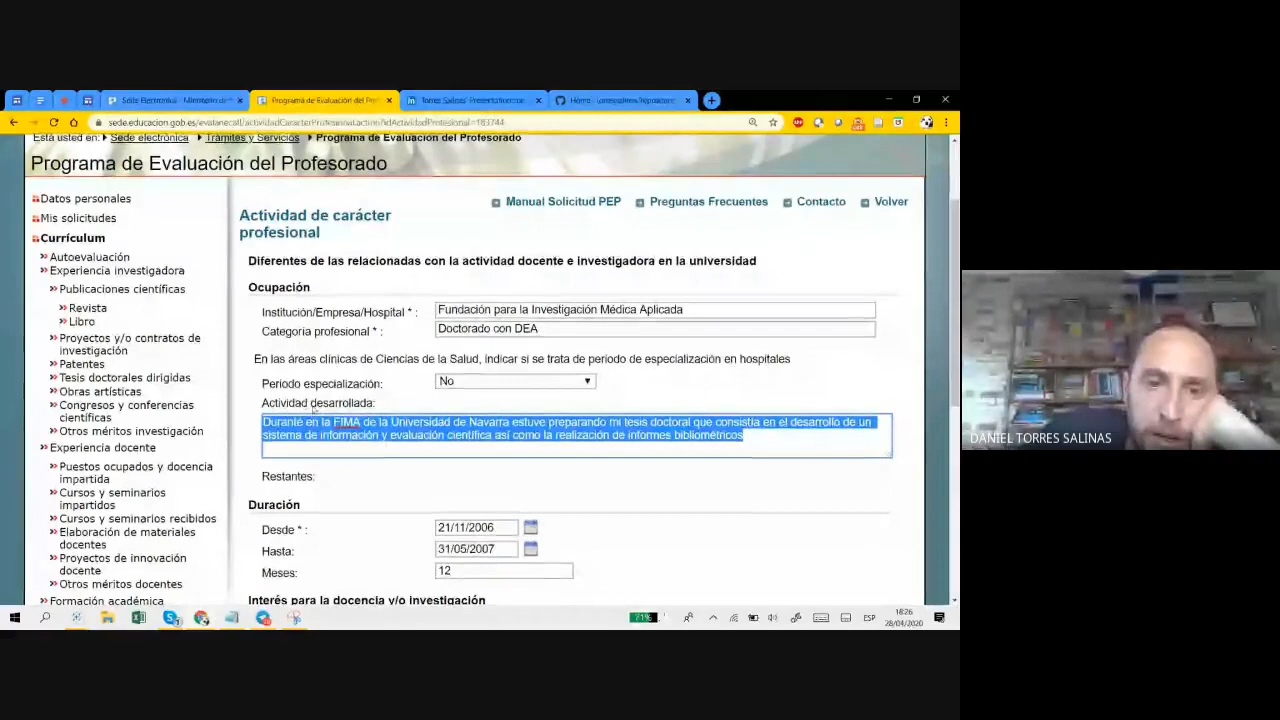 Sede Electrónica - Ministerio de
Programa de Evaluación del Pro
Torres Salinas
Home
sede.educacion.gob.es/
Está usted en: Sede electrónica Trámites y Servicios Programa de Evaluación del Profesorado
Programa de Evaluación del Profesorado
Datos personales
Mis solicitudes
Currículum
Autoevaluación
Experiencia investigadora
Publicaciones científicas
Revista
Libro
Proyectos y/o contratos de
investigación
Patentes
Tesis doctorales dirigidas
Obras artísticas
Congresos y conferencias
científicas
Otros méritos investigación
Experiencia docente
Puestos ocupados y docencia
impartida
Cursos y seminarios
impartidos
Cursos y seminarios recibidos
Elaboración de materiales
docentes
Proyectos de innovación
docente
Otros méritos docentes
Formación académica
Manual Solicitud PEP Preguntas Frecuentes Contacto Volver
Actividad de carácter
profesional
Diferentes de las relacionadas con la actividad docente e investigadora en la universidad
Ocupación
Institución/Empresa/Hospital * : Fundación para la Investigación Médica Aplicada
Categoría profesional * : Doctorado con DEA
En las áreas clínicas de Ciencias de la Salud, indicar si se trata de periodo de especialización en hospitales
Periodo especialización: No
Actividad desarrollada:
Duranté en la FIMA de la Universidad de Navarra estuve preparando mi tesis doctoral que consistía en el desarrollo de un
sistema de información y evaluación científica así como la realización de informes bibliométricos
Restantes:
Duración
Desde * : 21/11/2006
Hasta: 31/05/2007
Meses: 12
Interés para la docencia y/o investigación
71%
ESP
18:26
28/04/2020
DANIEL TORRES SALINAS